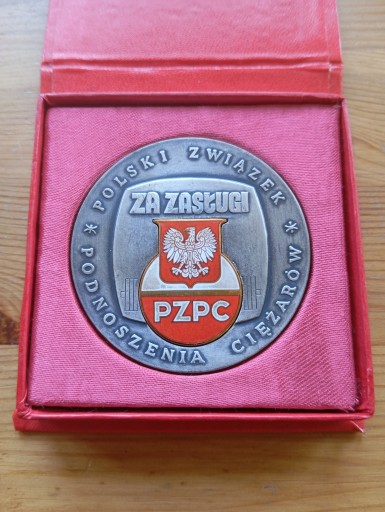 * POLSKI ZWIĄZEK *
PODNOSZENIA CIĘŻARÓW
ZA ZASŁUGI
PZPC